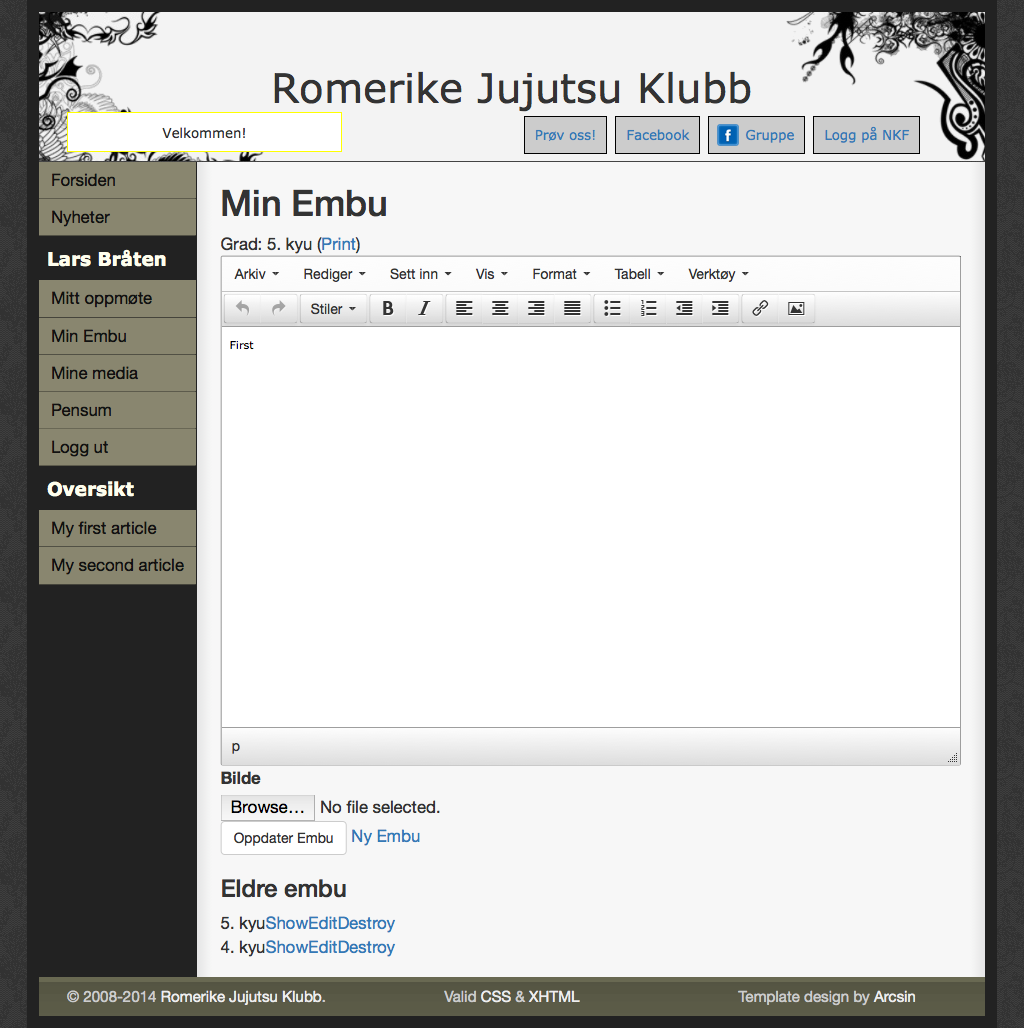 Romerike Jujutsu Klubb
Velkommen!
Prøv oss!
Facebook
f Gruppe
Logg på NKF
Forsiden
Nyheter
Lars Bråten
Mitt oppmøte
Min Embu
Mine media
Pensum
Logg ut
Oversikt
My first article
My second article
Min Embu
Grad: 5. kyu (Print)
Arkiv Rediger Sett inn Vis Format Tabell Verktøy
Stiler B I
First
p
Bilde
Browse... No file selected.
Oppdater Embu Ny Embu
Eldre embu
5. kyuShowEditDestroy
4. kyuShowEditDestroy
© 2008-2014 Romerike Jujutsu Klubb. Valid CSS & XHTML Template design by Arcsin